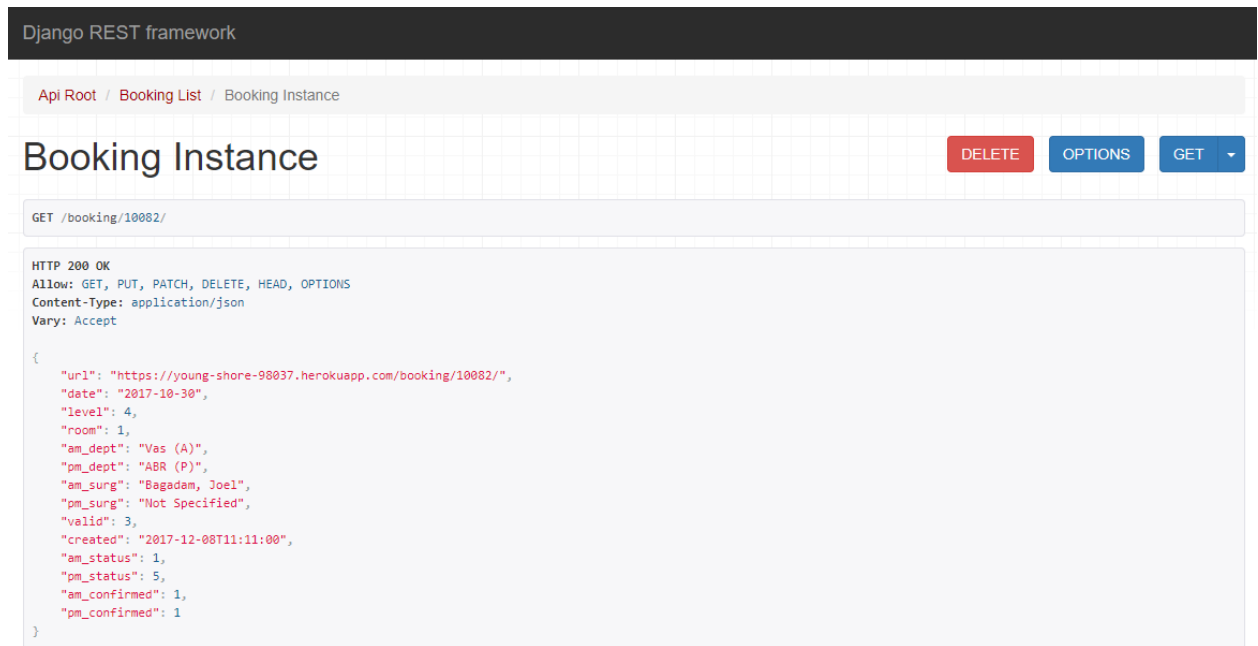 Django REST framework
Api Root / Booking List / Booking Instance
Booking Instance
DELETE OPTIONS GET
GET /booking/10082/
HTTP 200 OK
Allow: GET, PUT, PATCH, DELETE, HEAD, OPTIONS
Content-Type: application/json
Vary: Accept
{
    "url": "https://young-shore-98037.herokuapp.com/booking/10082/",
    "date": "2017-10-30",
    "level": 4,
    "room": 1,
    "am_dept": "Vas (A)",
    "pm_dept": "ABR (P)",
    "am_surg": "Bagadam, Joel",
    "pm_surg": "Not Specified",
    "valid": 3,
    "created": "2017-12-08T11:11:00",
    "am_status": 1,
    "pm_status": 5,
    "am_confirmed": 1,
    "pm_confirmed": 1
}